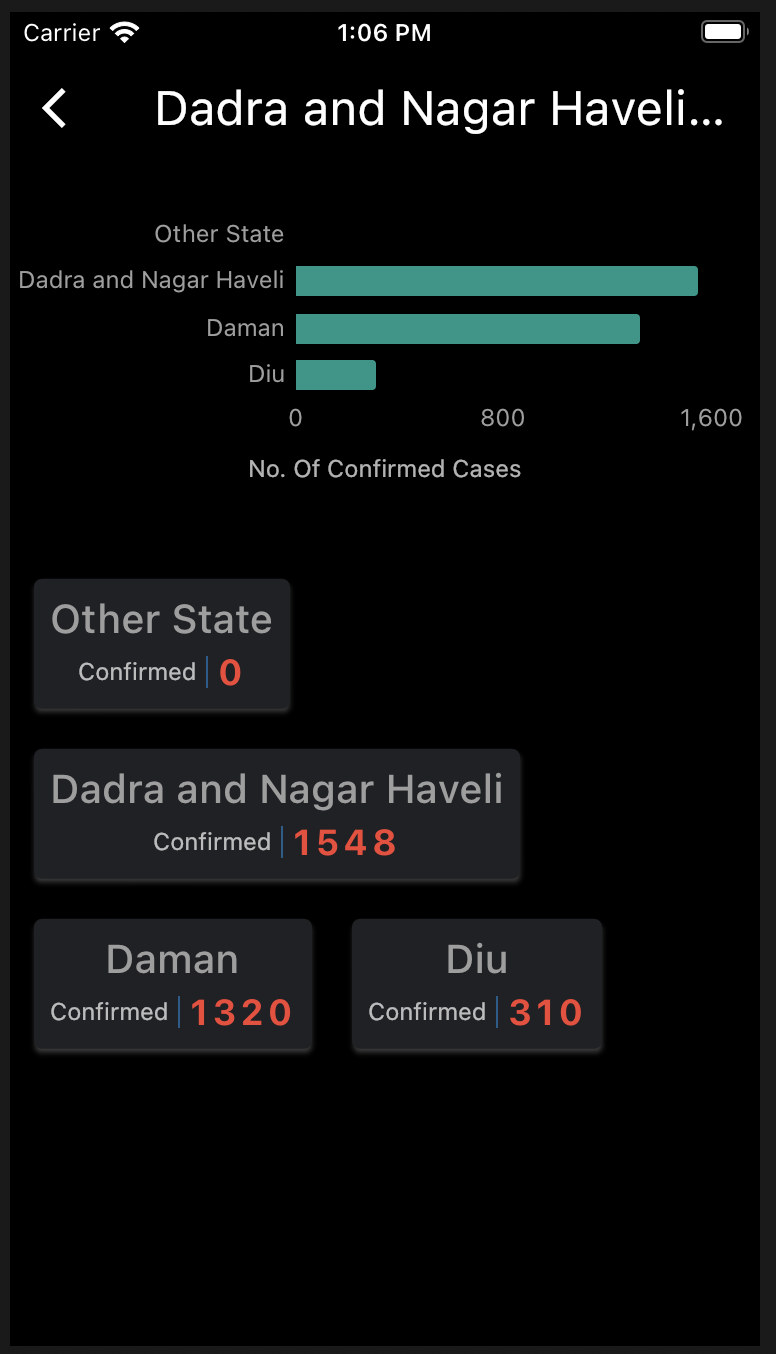 Carrier 1:06 PM
Dadra and Nagar Haveli...
Other State
Dadra and Nagar Haveli
Daman
Diu
0 800 1,600
No. Of Confirmed Cases
Other State
Confirmed 0
Dadra and Nagar Haveli
Confirmed 1548
Daman
Confirmed 1320
Diu
Confirmed 310